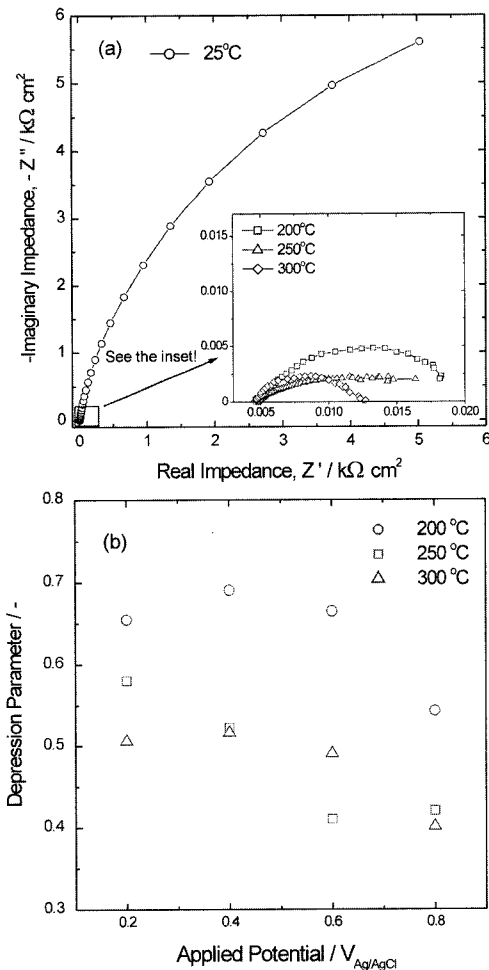 (a)
25°C
-Imaginary Impedance, - Z'' / kΩ cm²
6
5
4
3
2
1
0
0.015
0.010
0.005
0.000
200°C
250°C
300°C
0.005
0.010
0.015
0.020
See the inset!
0
1
2
3
4
5
6
Real Impedance, Z' / kΩ cm²
(b)
200 °C
250 °C
300 °C
Depression Parameter / -
0.8
0.7
0.6
0.5
0.4
0.3
0.2
0.4
0.6
0.8
Applied Potential / V_Ag/AgCl